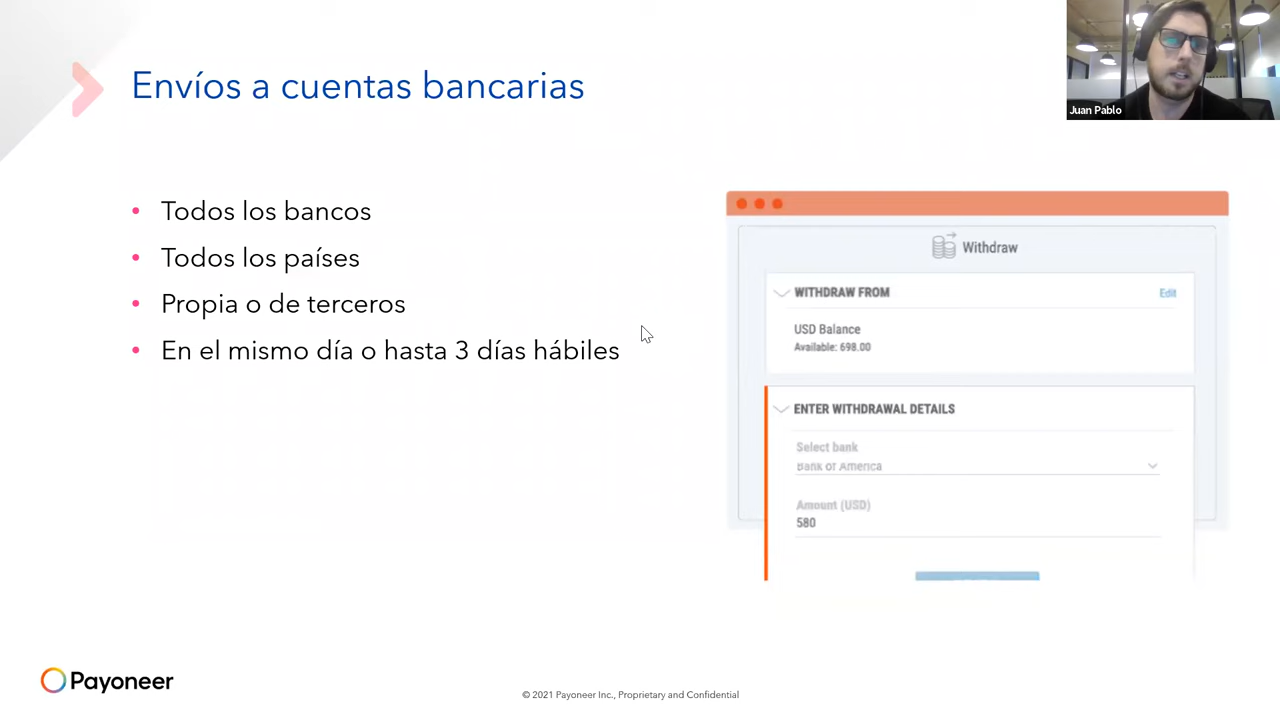 Envíos a cuentas bancarias
Juan Pablo
• Todos los bancos
• Todos los países
• Propia o de terceros
• En el mismo día o hasta 3 días hábiles
Withdraw
WITHDRAW FROM
Edit
USD Balance
Available: 698.00
ENTER WITHDRAWAL DETAILS
Select bank
Bank of America
Amount (USD)
580
Payoneer
© 2021 Payoneer Inc., Proprietary and Confidential